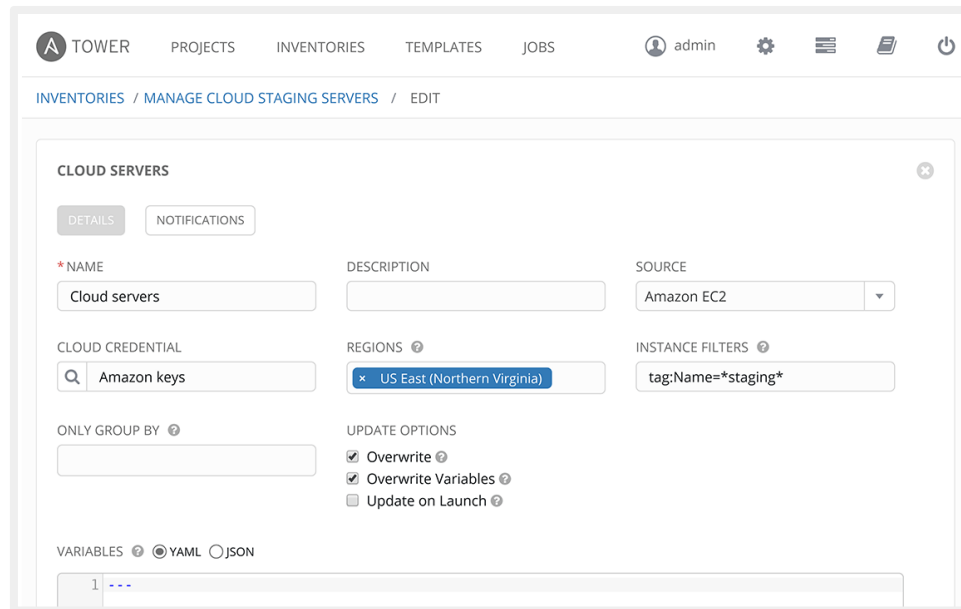 A TOWER PROJECTS INVENTORIES TEMPLATES JOBS admin
INVENTORIES / MANAGE CLOUD STAGING SERVERS / EDIT
CLOUD SERVERS
DETAILS NOTIFICATIONS
* NAME DESCRIPTION SOURCE
Cloud servers Amazon EC2
CLOUD CREDENTIAL REGIONS ? INSTANCE FILTERS ?
Amazon keys × US East (Northern Virginia) tag:Name=*staging*
ONLY GROUP BY ? UPDATE OPTIONS
Overwrite ?
Overwrite Variables ?
Update on Launch ?
VARIABLES ? YAML JSON
1 ---